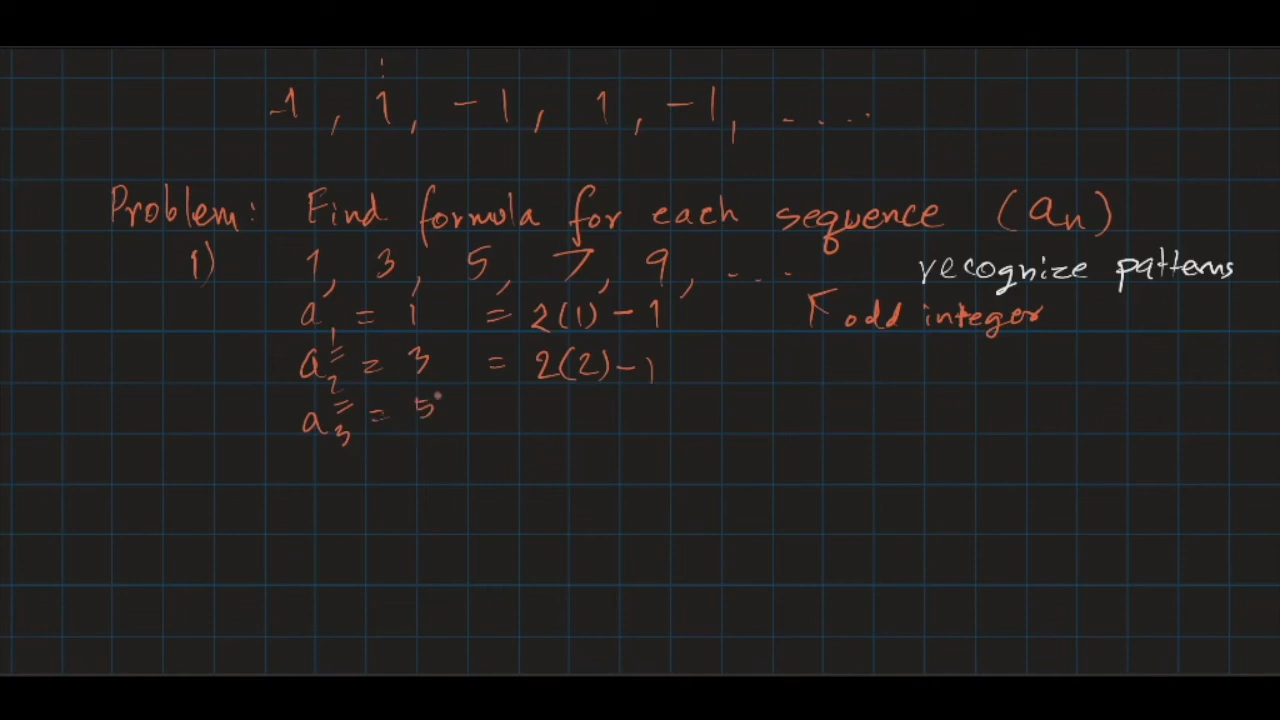 -1, 1, -1, 1, -1, ....
Problem: Find formula for each sequence (aₙ)
1) 1, 3, 5, 7, 9, .... recognize patterns
a₁ = 1 = 2(1) - 1 odd integer
a₂ = 3 = 2(2) - 1
a₃ = 5